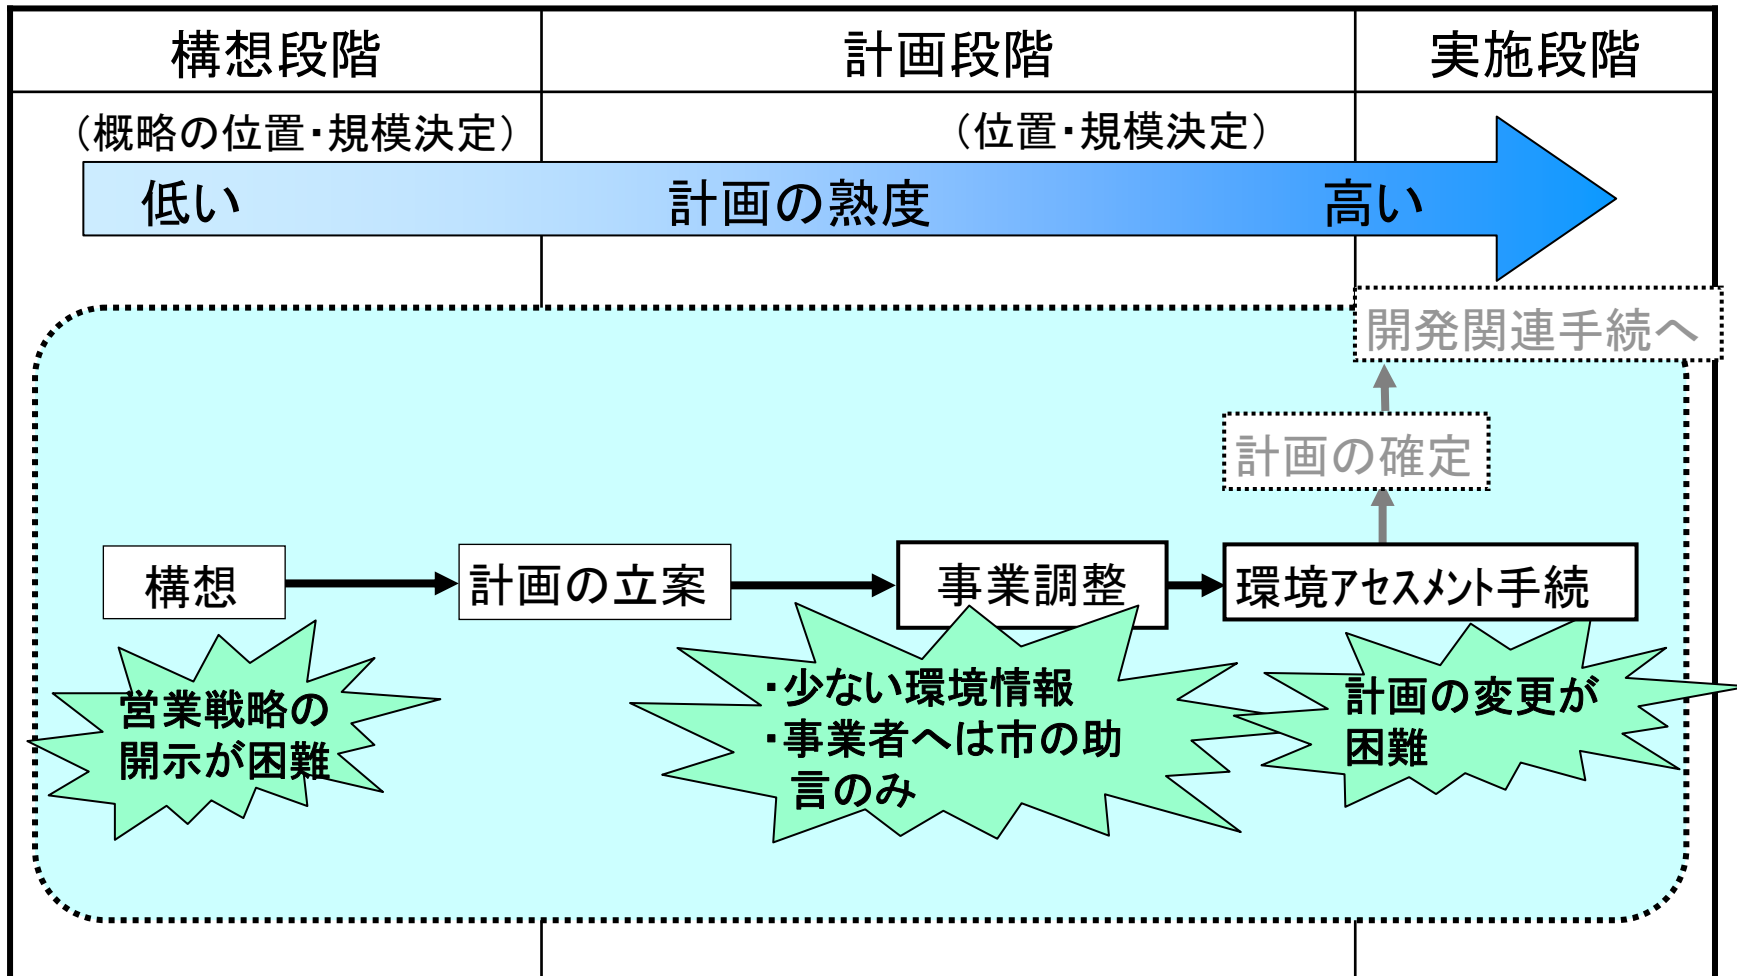 構想段階
計画段階
実施段階
（概略の位置・規模決定）
（位置・規模決定）
低い
計画の熟度
高い
開発関連手続へ
計画の確定
構想
計画の立案
事業調整
環境アセスメント手続
営業戦略の
開示が困難
・少ない環境情報
・事業者へは市の助
言のみ
計画の変更が
困難